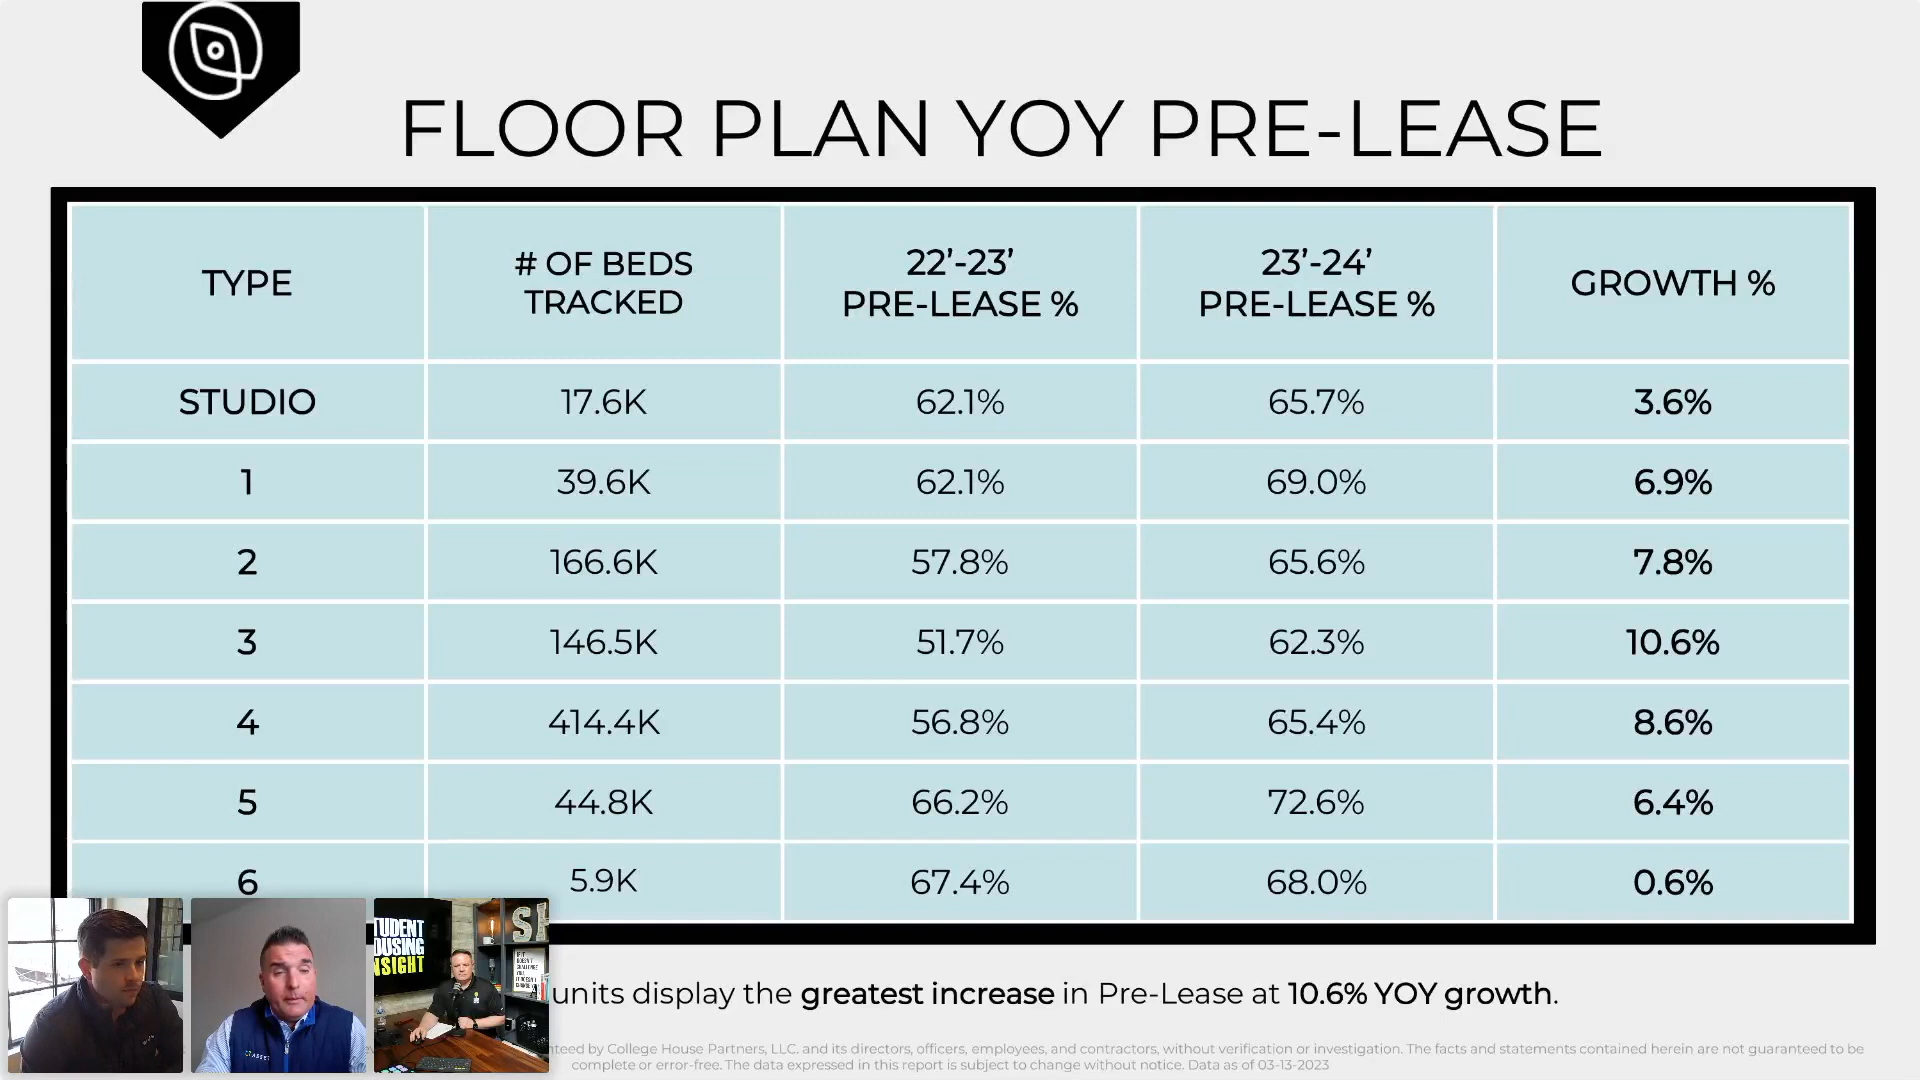 FLOOR PLAN YOY PRE-LEASE
TYPE
# OF BEDS
TRACKED
22’-23’
PRE-LEASE %
23’-24’
PRE-LEASE %
GROWTH %
STUDIO 17.6K 62.1% 65.7% 3.6%
1 39.6K 62.1% 69.0% 6.9%
2 166.6K 57.8% 65.6% 7.8%
3 146.5K 51.7% 62.3% 10.6%
4 414.4K 56.8% 65.4% 8.6%
5 44.8K 66.2% 72.6% 6.4%
6 5.9K 67.4% 68.0% 0.6%
TUDENT
OUSING
NSIGHT
units display the greatest increase in Pre-Lease at 10.6% YOY growth.
by College House Partners, LLC. and its directors, officers, employees, and contractors, without verification or investigation. The facts and statements contained herein are not guaranteed to be
complete or error-free. The data expressed in this report is subject to change without notice. Data as of 03-13-2023